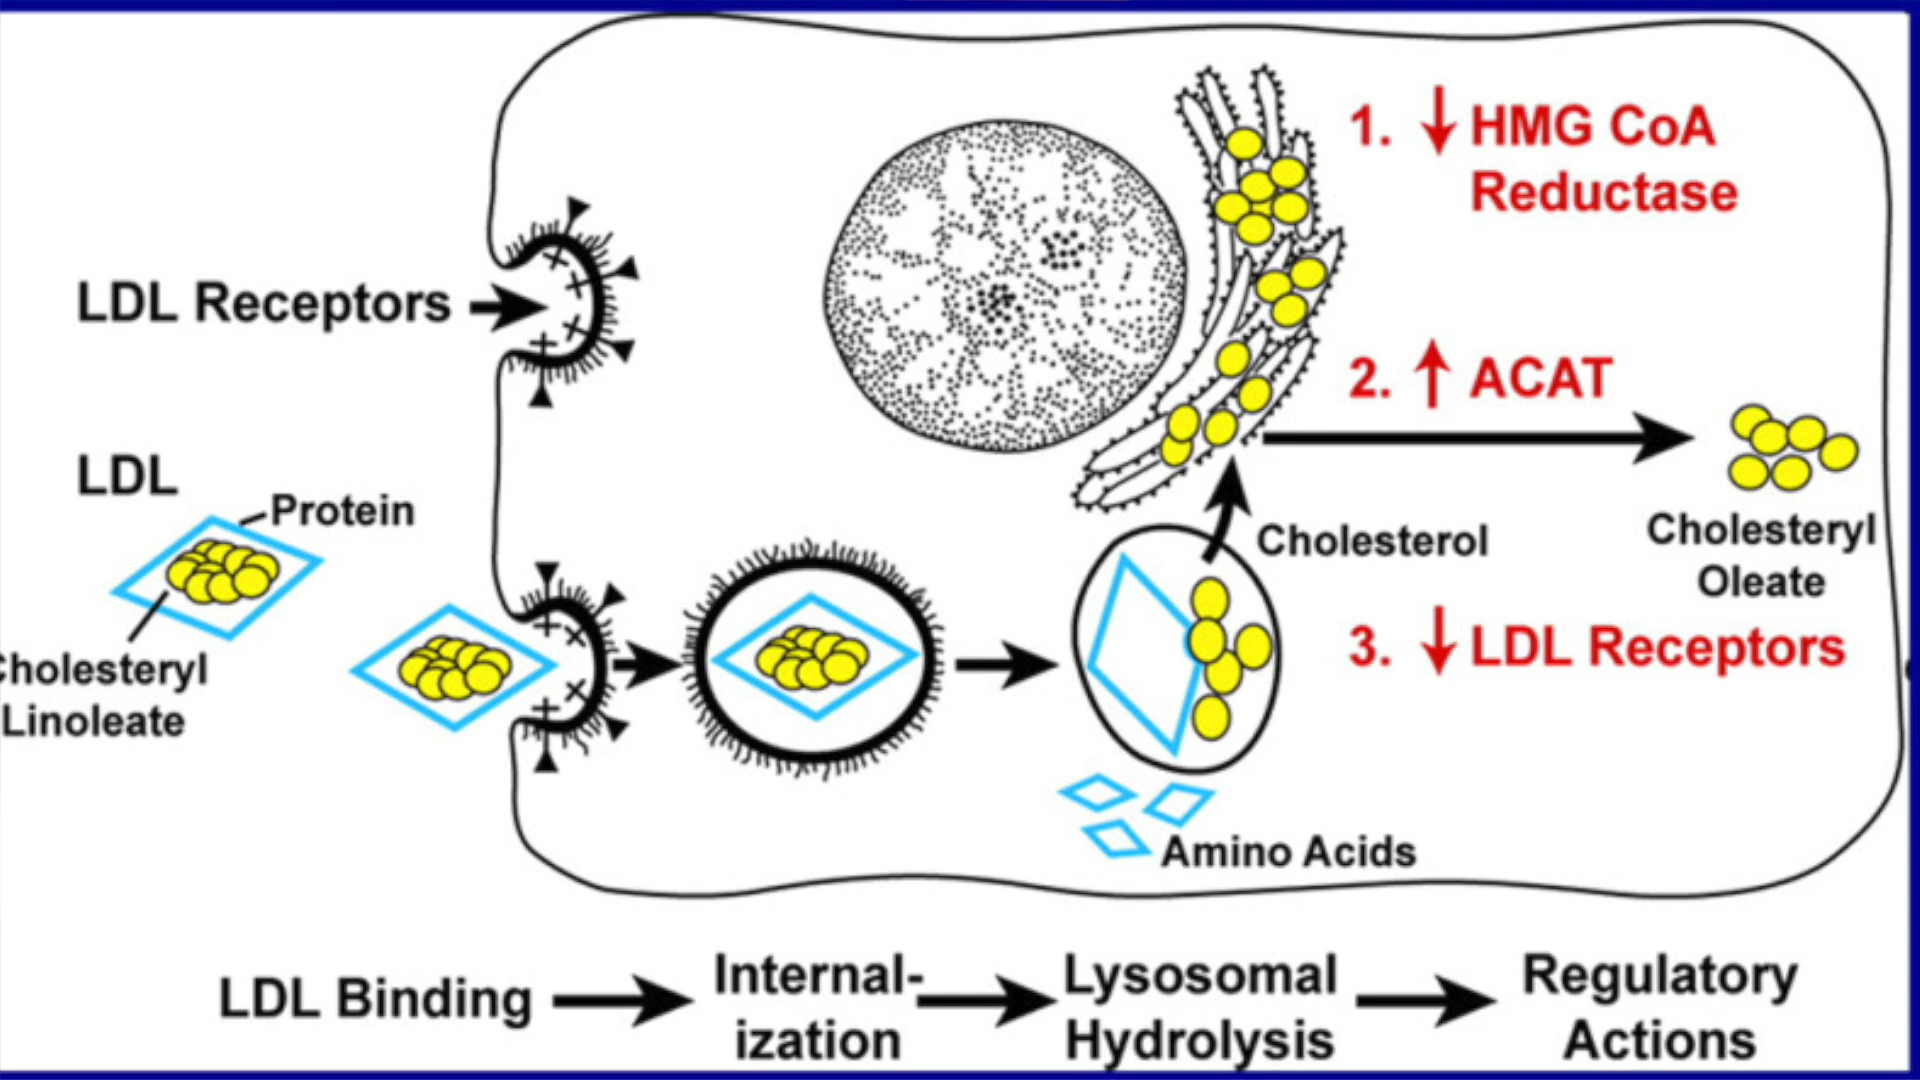 1. ↓ HMG CoA
Reductase
LDL Receptors
2. ↑ ACAT
LDL
Protein
Cholesterol
Cholesteryl
Oleate
3. ↓ LDL Receptors
Cholesteryl
Linoleate
Amino Acids
LDL Binding
Internal-
ization
Lysosomal
Hydrolysis
Regulatory
Actions